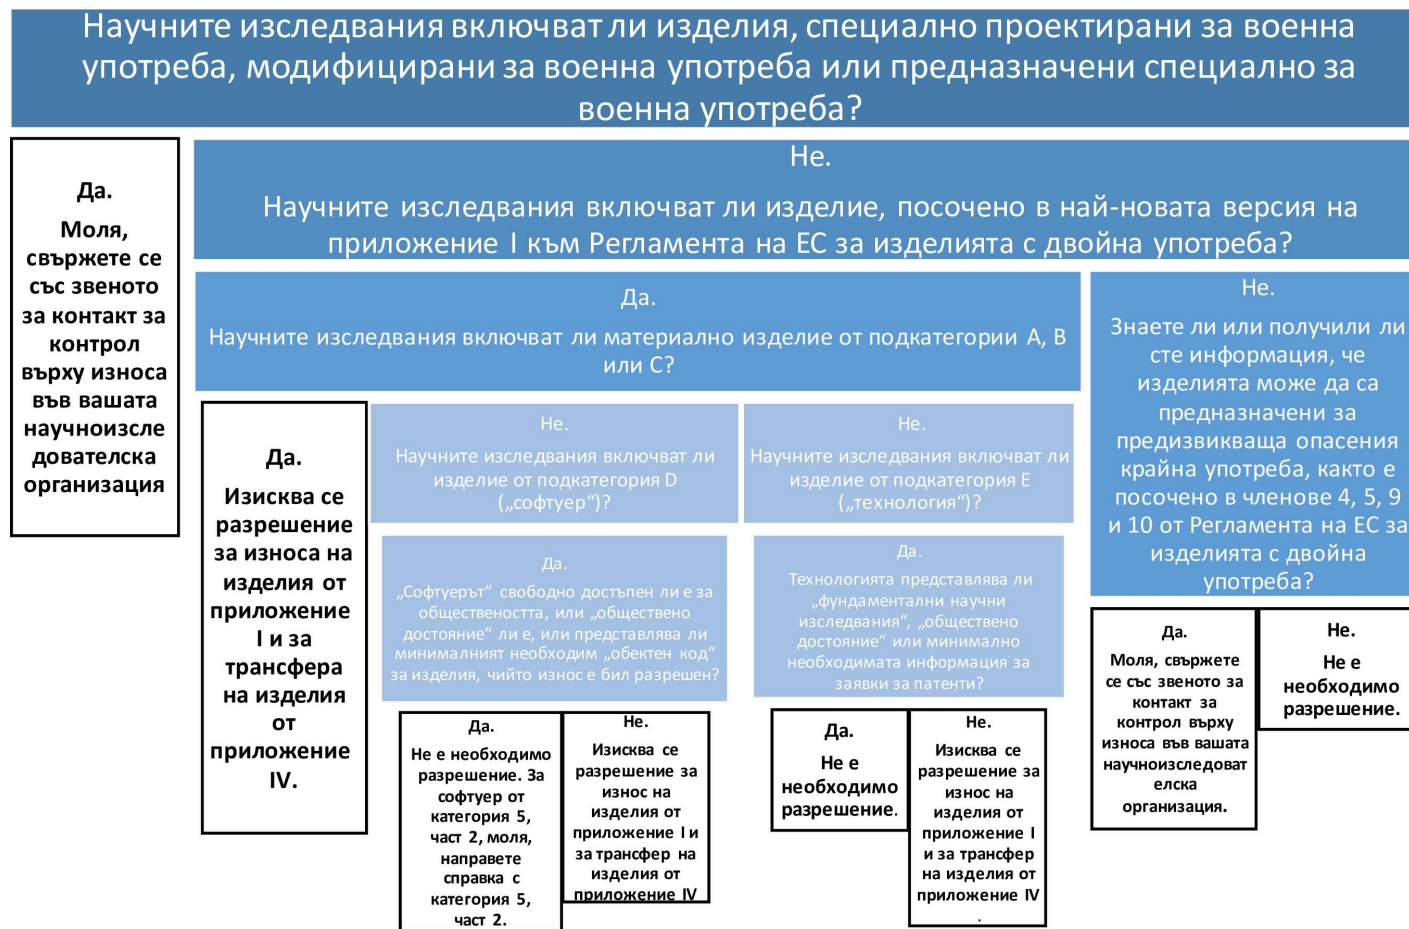 Научните изследвания включват ли изделия, специално проектирани за военна
употреба, модифицирани за военна употреба или предназначени специално за
военна употреба?
Да.
Моля,
свържете се
със звеното
за контакт за
контрол
върху износа
във вашата
научноизсле
дователска
организация
Не.
Научните изследвания включват ли изделие, посочено в най-новата версия на
приложение I към Регламента на ЕС за изделията с двойна употреба?
Да.
Научните изследвания включват ли материално изделие от подкатегории A, B
или C?
Да.
Изисква се
разрешение
за износа на
изделия от
приложение
I и за
трансфера
на изделия
от
приложение
IV.
Не.
Научните изследвания включват ли
изделие от подкатегория D
(„софтуер“)?
Да.
„Софтуерът“ свободно достъпен ли е за
обществеността, или „обществено
достояние“ ли е, или представлява ли
минималният необходим „обектен код“
за изделия, чийто износ е бил разрешен?
Да.
Не е необходимо
разрешение. За
софтуер от
категория 5,
част 2, моля,
направете
справка с
категория 5,
част 2.
Не.
Изисква се
разрешение за
износ на
изделия от
приложение I и
за трансфер на
изделия от
приложение IV
Не.
Научните изследвания включват ли
изделие от подкатегория E
(„технология“)?
Да.
Технологията представлява ли
„фундаментални научни
изследвания“, „обществено
достояние“ или минимално
необходимата информация за
заявки за патенти?
Да.
Не е
необходимо
разрешение.
Не.
Изисква се
разрешение за
износ на
изделия от
приложение I
и за трансфер
на изделия от
приложение IV
.
Не.
Знаете ли или получили ли
сте информация, че
изделията може да са
предназначени за
предизвикваща опасения
крайна употреба, както е
посочено в членове 4, 5, 9
и 10 от Регламента на ЕС за
изделията с двойна
употреба?
Да.
Моля, свържете
се със звеното за
контакт за
контрол върху
износа във вашата
научноизследоват
елска
организация.
Не.
Не е
необходимо
разрешение.